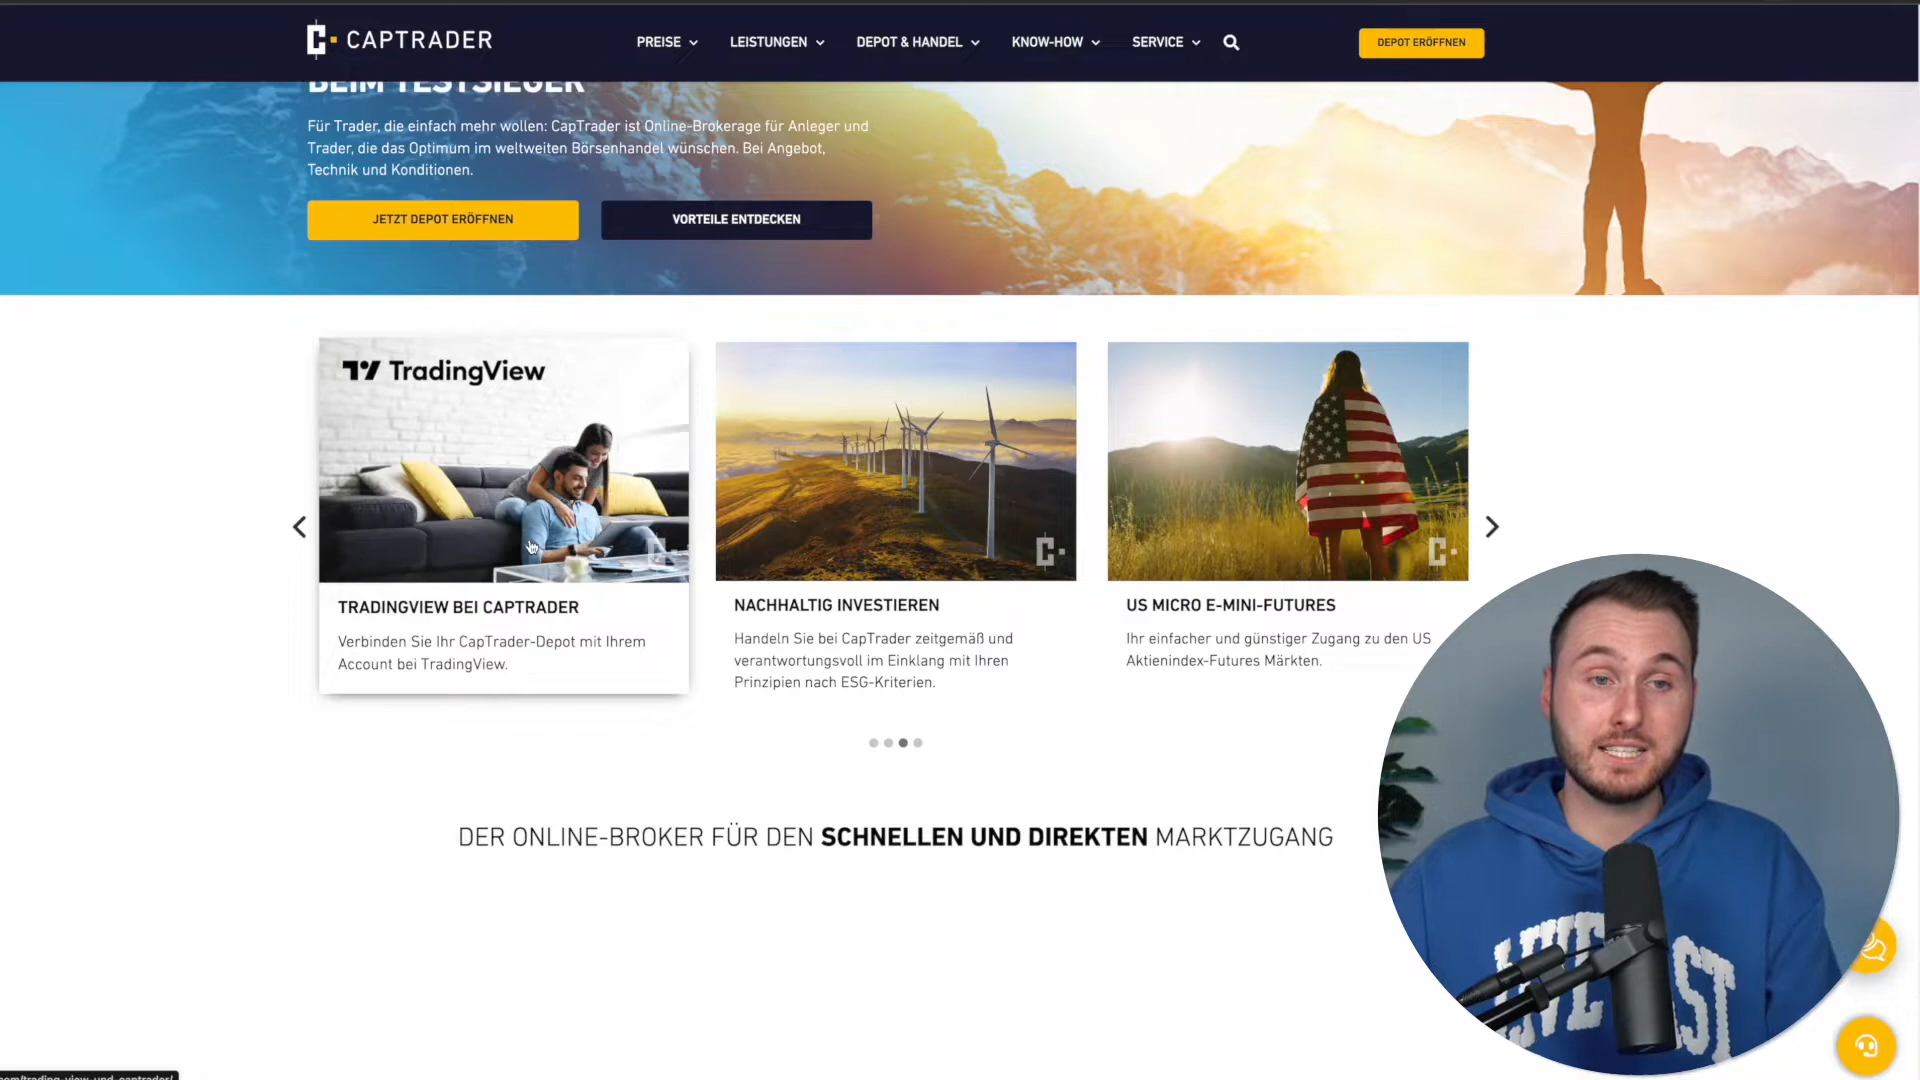 CAPTRADER
PREISE
LEISTUNGEN
DEPOT & HANDEL
KNOW-HOW
SERVICE
DEPOT ERÖFFNEN
BEIM TESTSIEGER
Für Trader, die einfach mehr wollen: CapTrader ist Online-Brokerage für Anleger und
Trader, die das Optimum im weltweiten Börsenhandel wünschen. Bei Angebot,
Technik und Konditionen.
JETZT DEPOT ERÖFFNEN
VORTEILE ENTDECKEN
TradingView
TRADINGVIEW BEI CAPTRADER
Verbinden Sie Ihr CapTrader-Depot mit Ihrem
Account bei TradingView.
NACHHALTIG INVESTIEREN
Handeln Sie bei CapTrader zeitgemäß und
verantwortungsvoll im Einklang mit Ihren
Prinzipien nach ESG-Kriterien.
US MICRO E-MINI-FUTURES
Ihr einfacher und günstiger Zugang zu den US
Aktienindex-Futures Märkten.
DER ONLINE-BROKER FÜR DEN SCHNELLEN UND DIREKTEN MARKTZUGANG